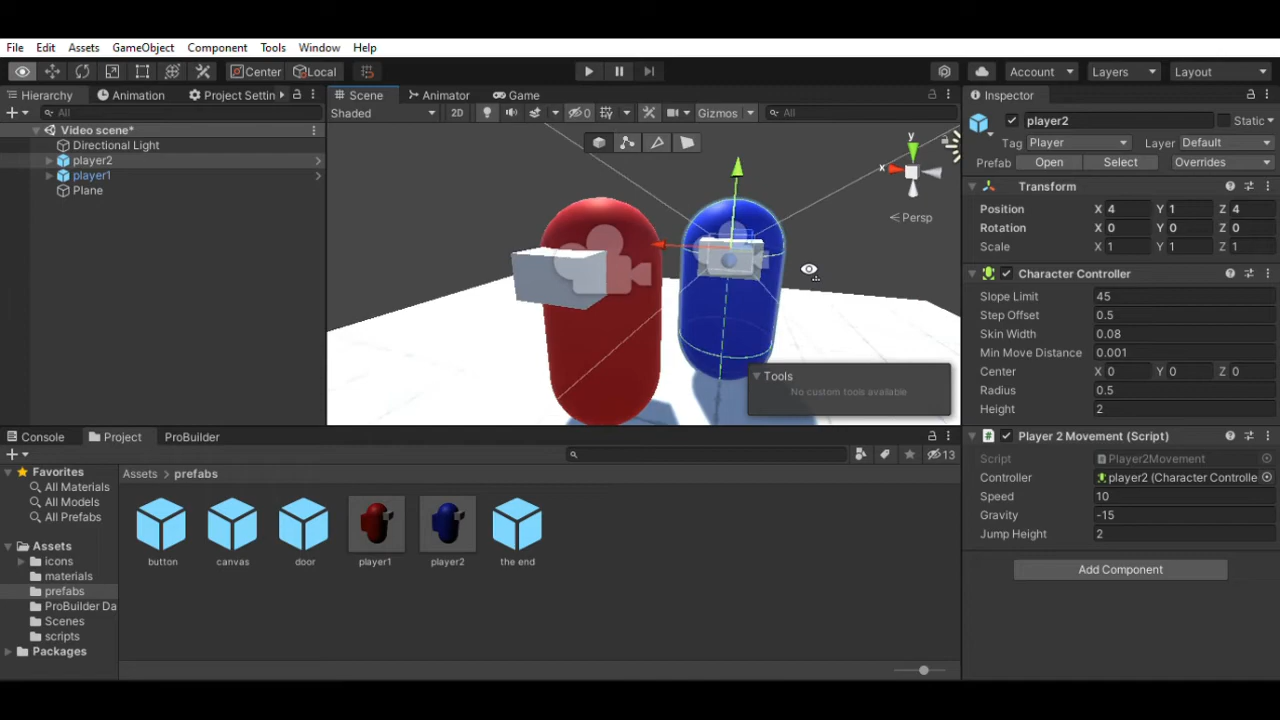 File Edit Assets GameObject Component Tools Window Help
Center Local Account Layers Layout
Hierarchy Animation Project Settin Scene Animator Game Inspector
All Shaded 2D 0 Gizmos All player2 Static
Video scene* Tag Player Layer Default
Directional Light Prefab Open Select Overrides
player2 Transform
player1 Position X 4 Y 1 Z 4
Plane Rotation X 0 Y 0 Z 0
Scale X 1 Y 1 Z 1
y
x
Persp
Character Controller
Slope Limit 45
Step Offset 0.5
Skin Width 0.08
Min Move Distance 0.001
Center X 0 Y 0 Z 0
Radius 0.5
Height 2
Tools
No custom tools available
Console Project ProBuilder
13
Player 2 Movement (Script)
Script Player2Movement
Controller player2 (Character Controlle
Speed 10
Gravity -15
Jump Height 2
Add Component
Favorites
All Materials
All Models
All Prefabs
Assets
icons
materials
prefabs
ProBuilder Da
Scenes
scripts
Packages
Assets > prefabs
button canvas door player1 player2 the end